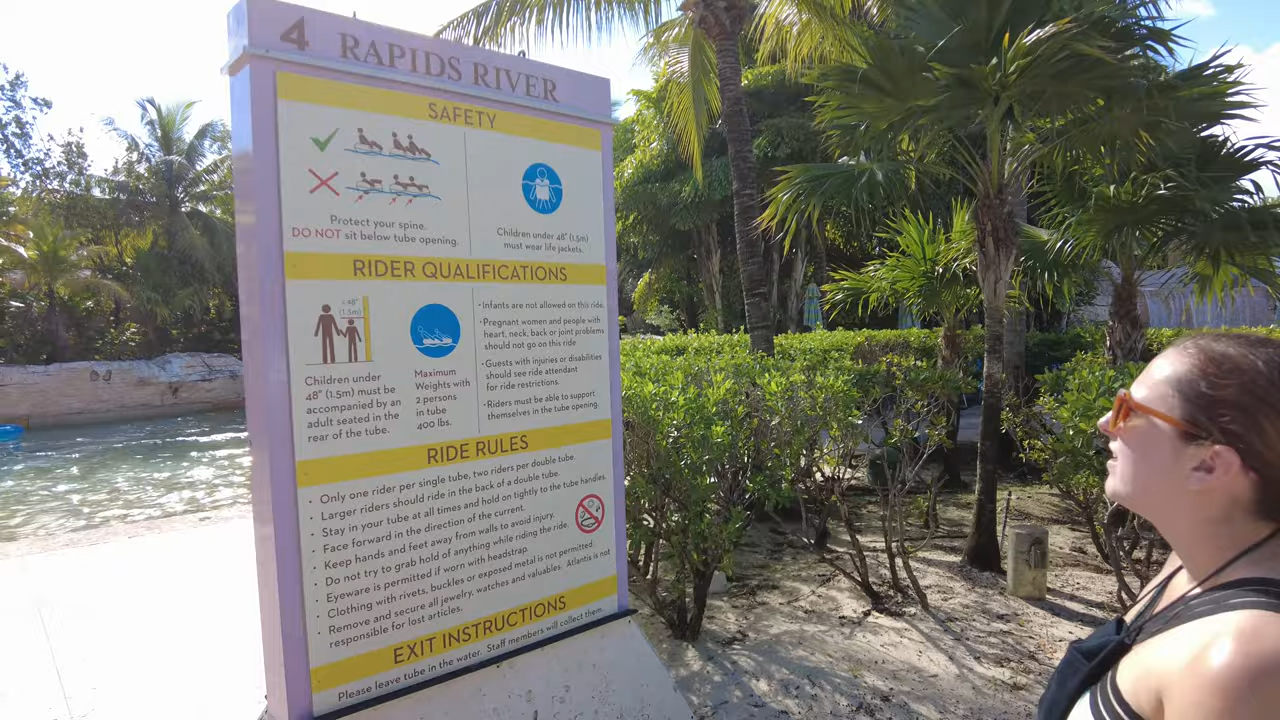 4 RAPIDS RIVER
SAFETY
Protect your spine.
DO NOT sit below tube opening.
Children under 48" (1.5m)
must wear life jackets.
RIDER QUALIFICATIONS
< 48"
(1.5m)
Children under
48" (1.5m) must be
accompanied by an
adult seated in the
rear of the tube.
Maximum
Weights with
2 persons
in tube
400 lbs.
• Infants are not allowed on this ride.
• Pregnant women and people with
heart, neck, back or joint problems
should not go on this ride
• Guests with injuries or disabilities
should see ride attendant
for ride restrictions.
• Riders must be able to support
themselves in the tube opening.
RIDE RULES
• Only one rider per single tube, two riders per double tube.
• Larger riders should ride in the back of a double tube.
• Stay in your tube at all times and hold on tightly to the tube handles.
• Face forward in the direction of the current.
• Keep hands and feet away from walls to avoid injury.
• Do not try to grab hold of anything while riding the ride.
• Eyeware is permitted if worn with headstrap.
• Clothing with rivets, buckles or exposed metal is not permitted.
• Remove and secure all jewelry, watches and valuables. Atlantis is not
responsible for lost articles.
EXIT INSTRUCTIONS
Please leave tube in the water. Staff members will collect them.